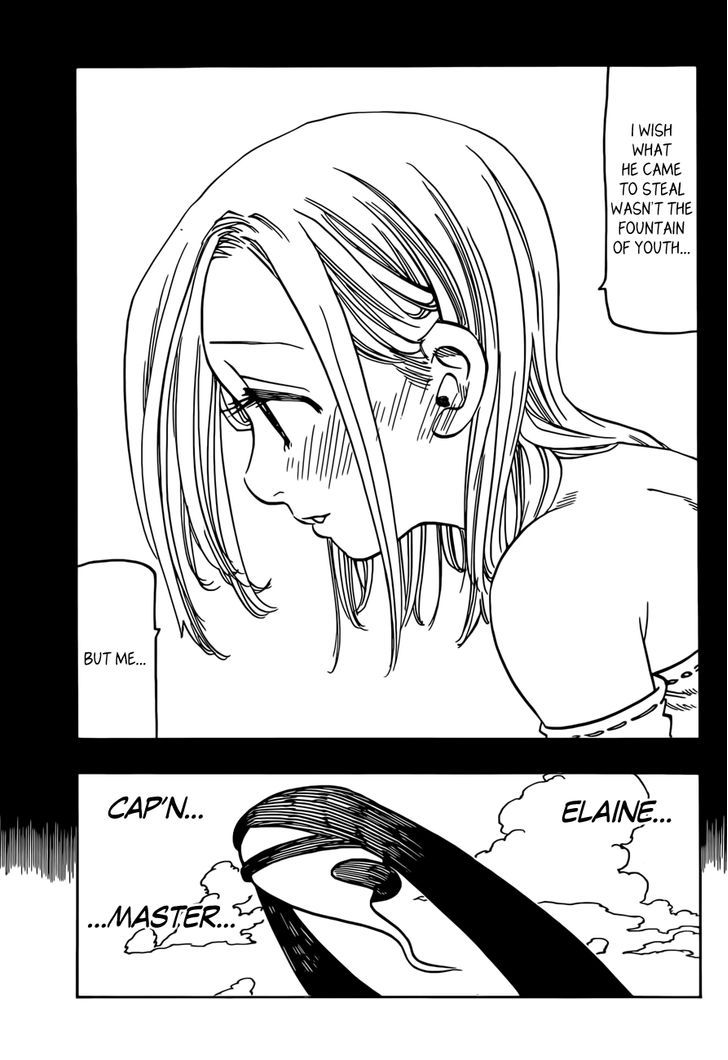 I WISH
WHAT
HE CAME
TO STEAL
WASN'T THE
FOUNTAIN
OF YOUTH...
BUT ME...
ELAINE...
CAP'N...
...MASTER...